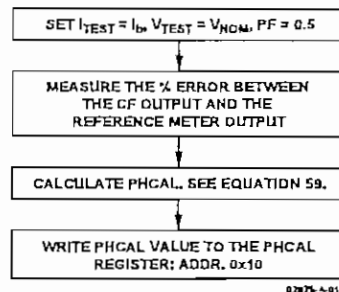 SET ITEST = Ib, VTEST = VNOM, PF = 0.5
MEASURE THE % ERROR BETWEEN
THE CF OUTPUT AND THE
REFERENCE METER OUTPUT
CALCULATE PHCAL. SEE EQUATION 59.
WRITE PHCAL VALUE TO THE PHCAL
REGISTER: ADDR. 0x10